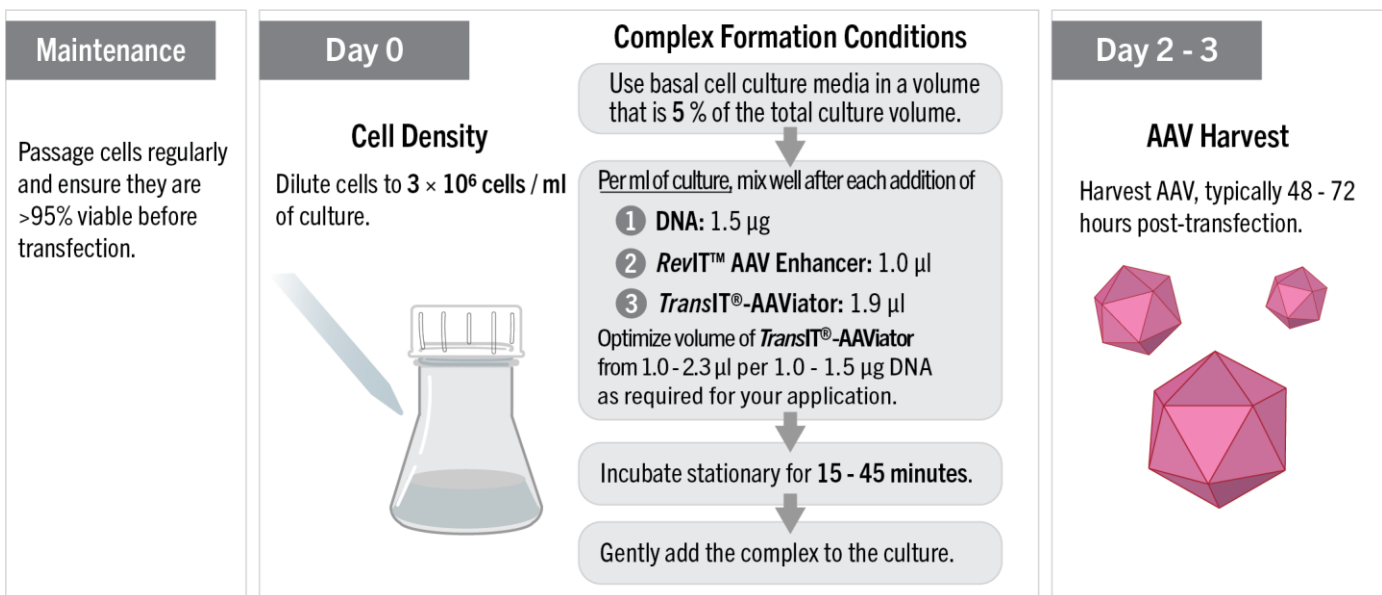 Maintenance
Passage cells regularly
and ensure they are
>95% viable before
transfection.
Day 0
Cell Density
Dilute cells to 3 × 10⁶ cells / ml
of culture.
Complex Formation Conditions
Use basal cell culture media in a volume
that is 5 % of the total culture volume.
Per ml of culture, mix well after each addition of
1 DNA: 1.5 µg
2 RevIT™ AAV Enhancer: 1.0 µl
3 TransIT®-AAViator: 1.9 µl
Optimize volume of TransIT®-AAViator
from 1.0 - 2.3 µl per 1.0 - 1.5 µg DNA
as required for your application.
Incubate stationary for 15 - 45 minutes.
Gently add the complex to the culture.
Day 2 - 3
AAV Harvest
Harvest AAV, typically 48 - 72
hours post-transfection.